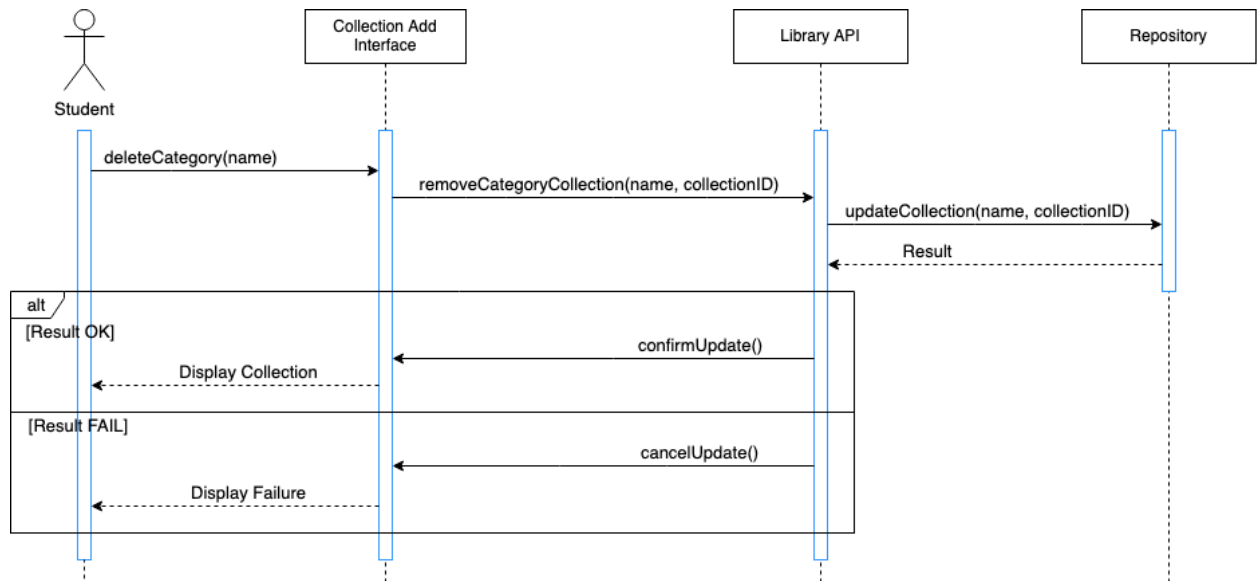 Collection Add
Interface
Library API
Repository
Student
deleteCategory(name)
removeCategoryCollection(name, collectionID)
updateCollection(name, collectionID)
Result
alt
[Result OK]
confirmUpdate()
Display Collection
[Result FAIL]
cancelUpdate()
Display Failure